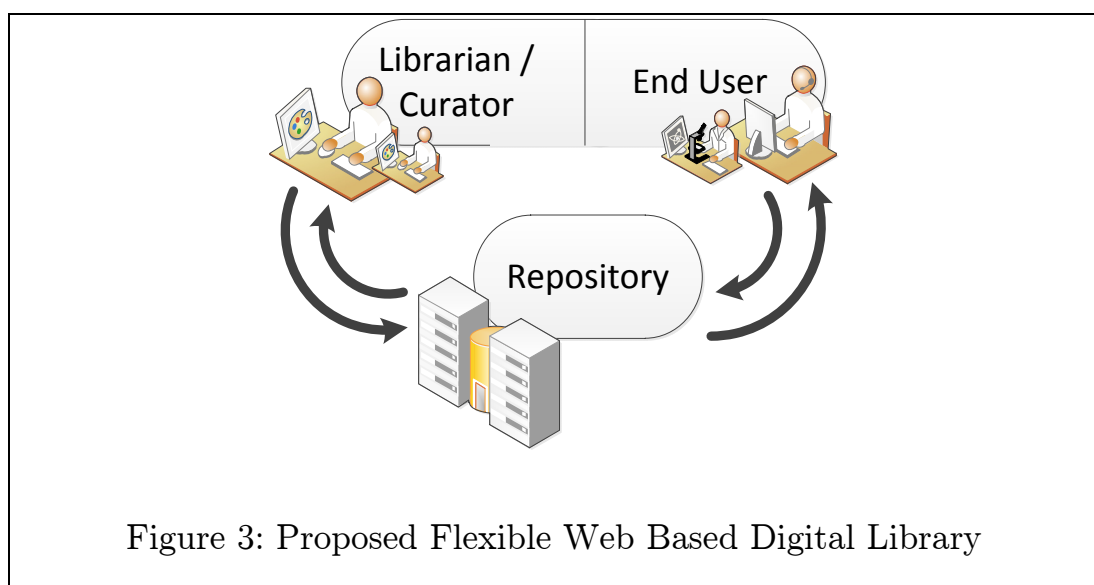 Librarian /
Curator
End User
Repository
Figure 3: Proposed Flexible Web Based Digital Library